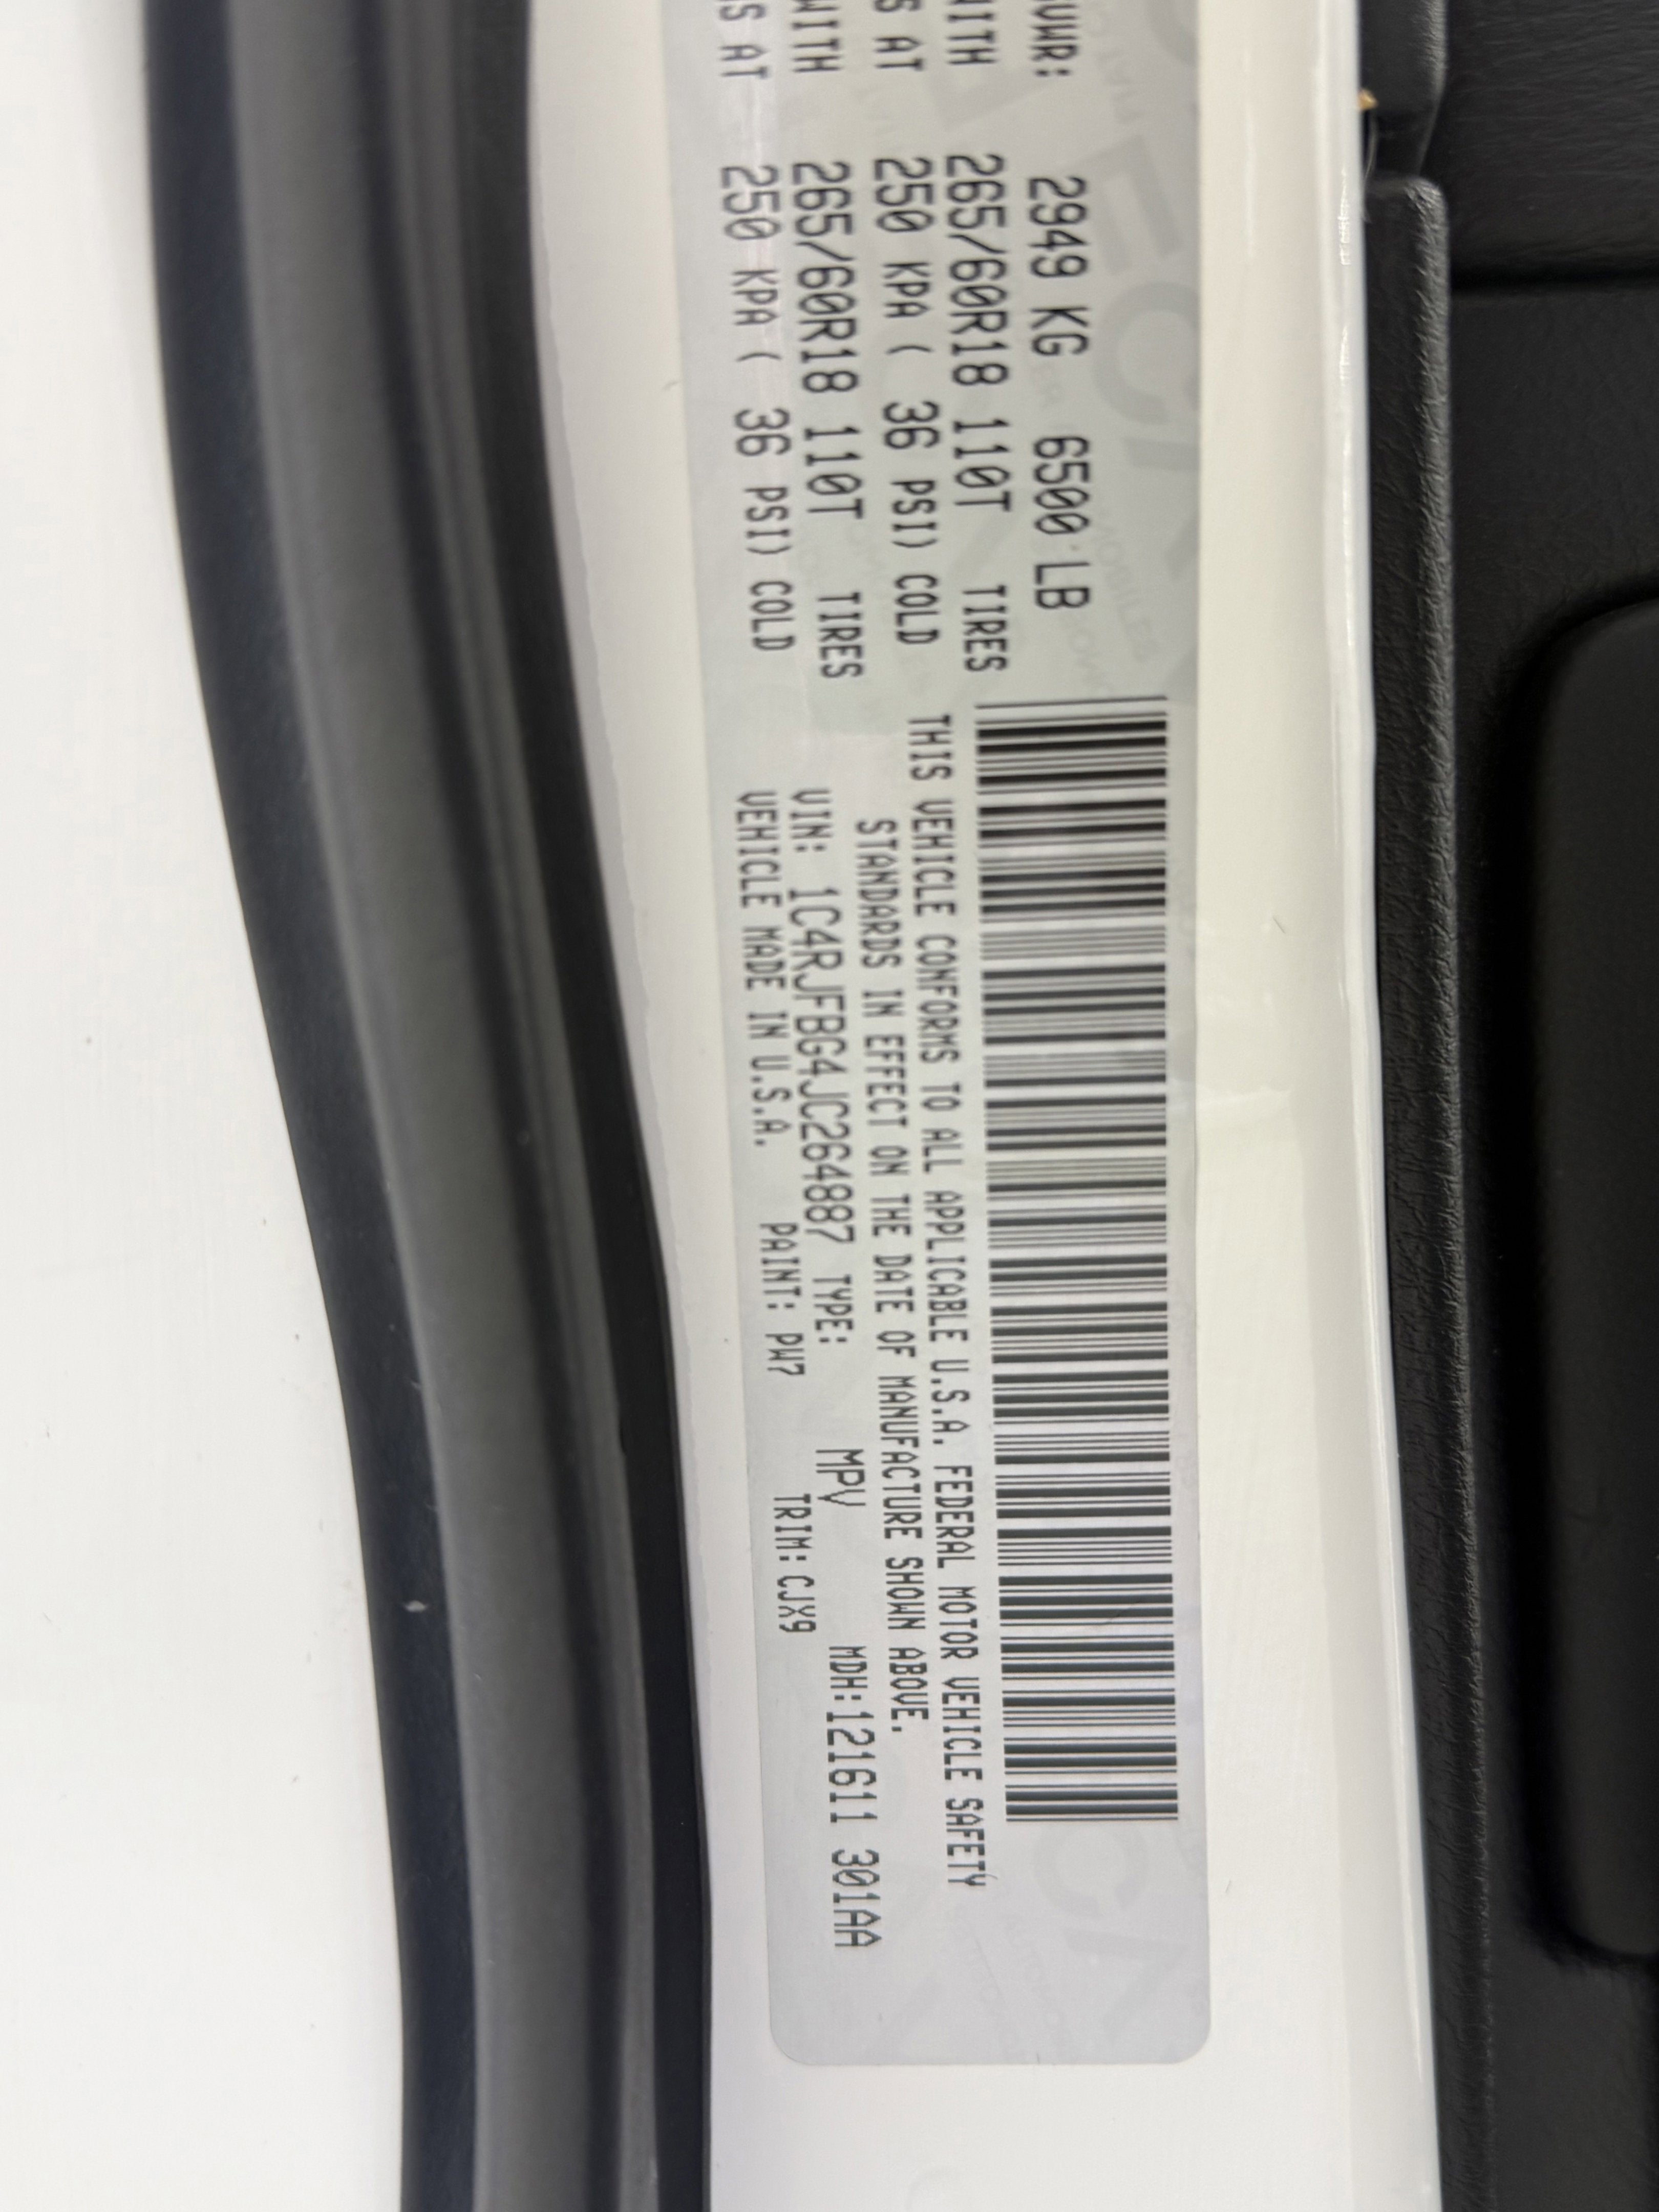 GVWR: 2949 KG 6500 LB
WITH 265/60R18 110T TIRES
S AT 250 KPA ( 36 PSI) COLD
WITH 265/60R18 110T TIRES
S AT 250 KPA ( 36 PSI) COLD
THIS VEHICLE CONFORMS TO ALL APPLICABLE U.S.A. FEDERAL MOTOR VEHICLE SAFETY
STANDARDS IN EFFECT ON THE DATE OF MANUFACTURE SHOWN ABOVE.
VIN: 1C4RJFBG4JC264887 TYPE: MPV MDH:121611 301AA
VEHICLE MADE IN U.S.A. PAINT: PW7 TRIM:CJX9